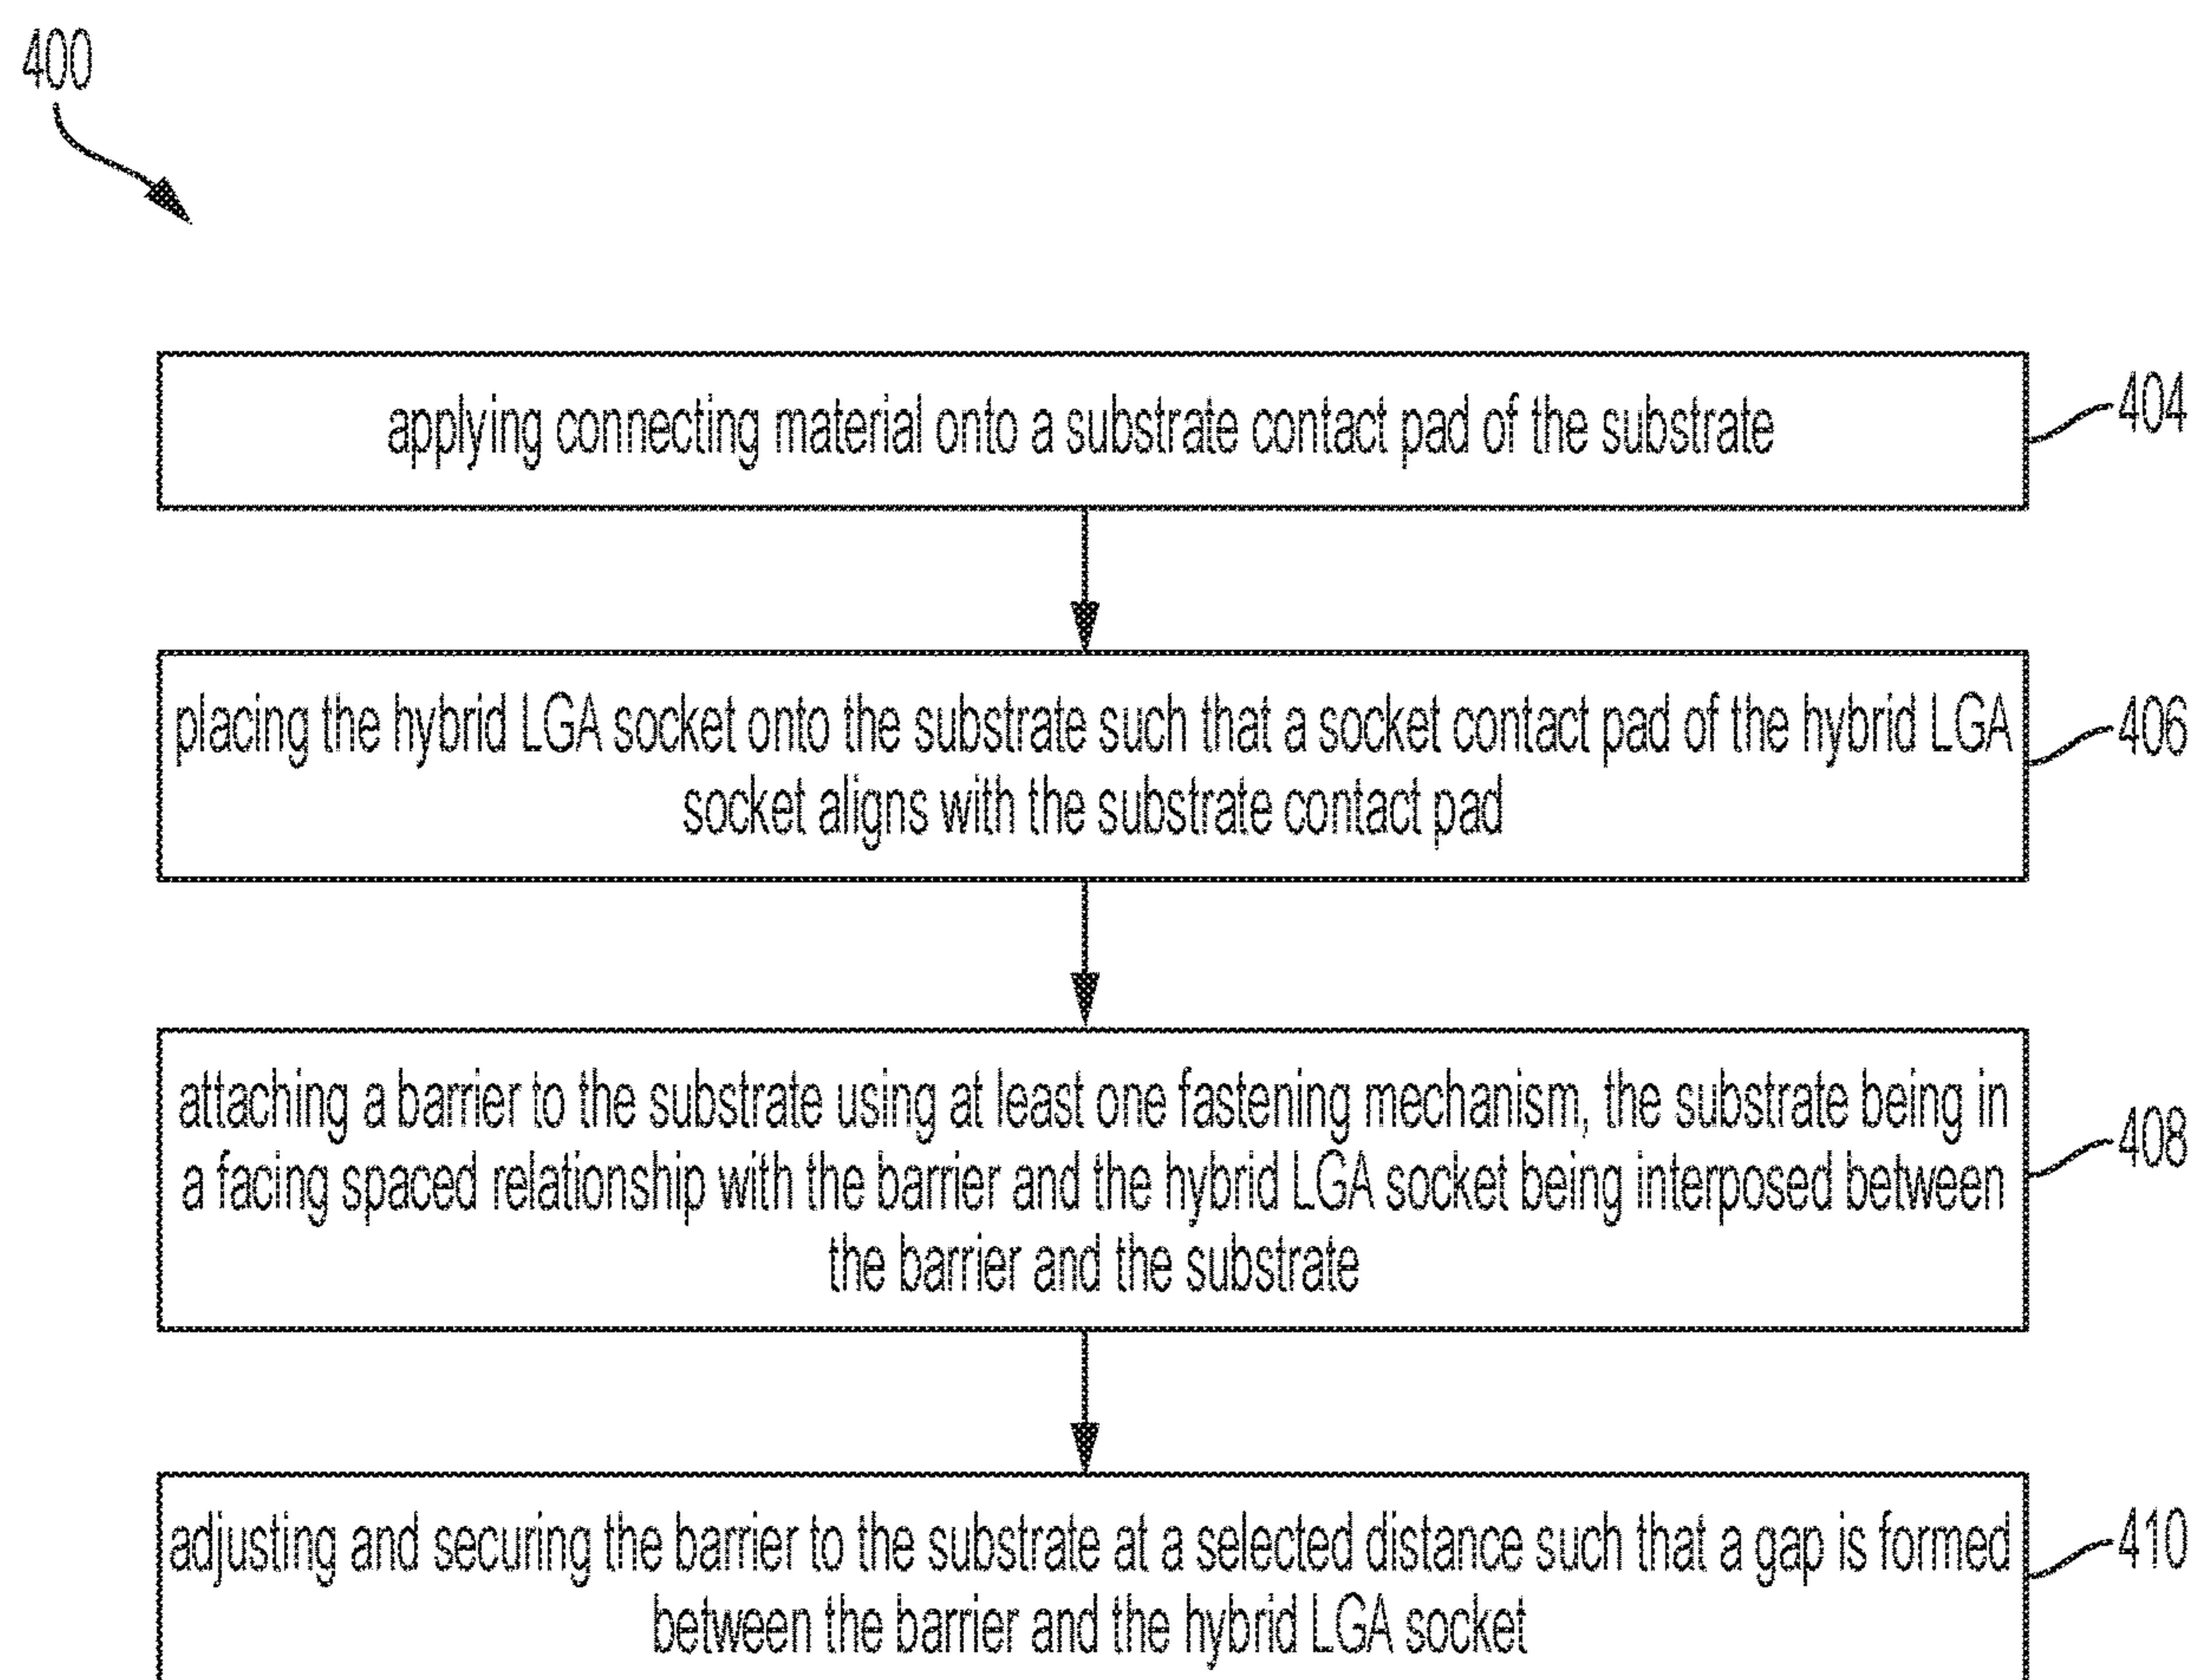 400
applying connecting material onto a substrate contact pad of the substrate
404
placing the hybrid LGA socket onto the substrate such that a socket contact pad of the hybrid LGA
socket aligns with the substrate contact pad
406
attaching a barrier to the substrate using at least one fastening mechanism, the substrate being in
a facing spaced relationship with the barrier and the hybrid LGA socket being interposed between
the barrier and the substrate
408
adjusting and securing the barrier to the substrate at a selected distance such that a gap is formed
between the barrier and the hybrid LGA socket
410